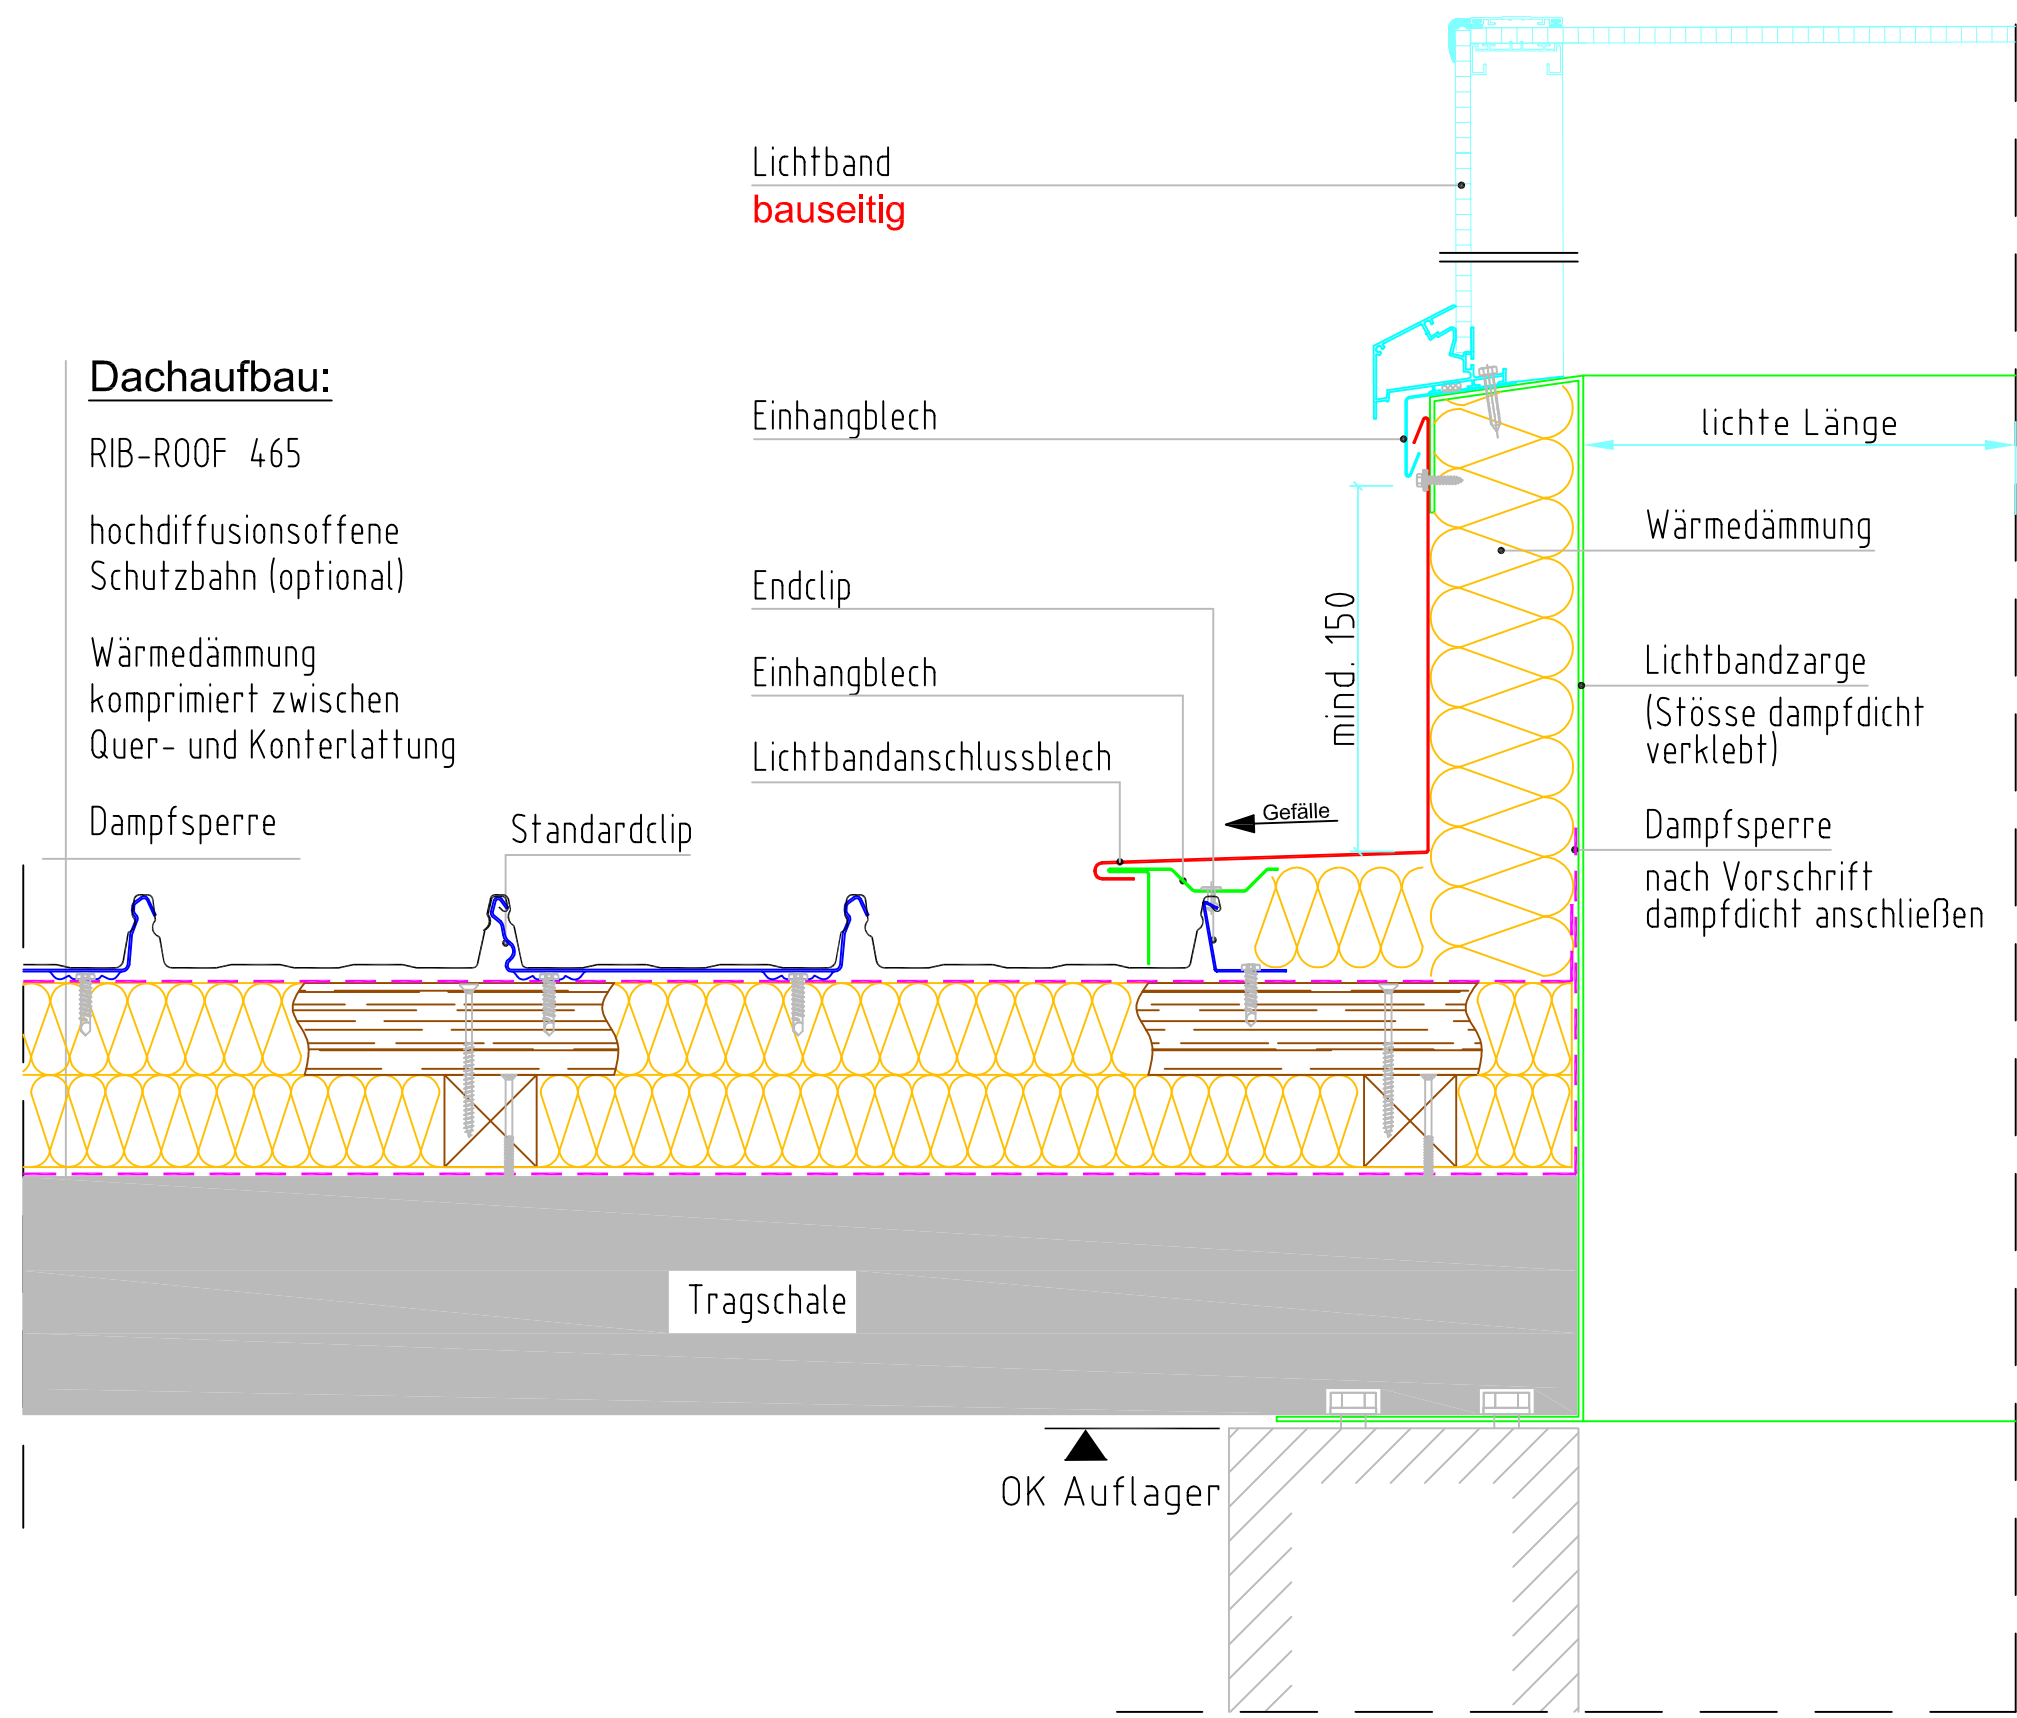 Lichtband
bauseitig
Dachaufbau:
RIB-ROOF 465
hochdiffusionsoffene
Schutzbahn (optional)
Wärmedämmung
komprimiert zwischen
Quer- und Konterlattung
Dampfsperre
Standardclip
Einhangblech
Endclip
Einhangblech
Lichtbandanschlussblech
Gefälle
mind. 150
lichte Länge
Wärmedämmung
Lichtbandzarge
(Stösse dampfdicht
verklebt)
Dampfsperre
nach Vorschrift
dampfdicht anschließen
Tragschale
OK Auflager